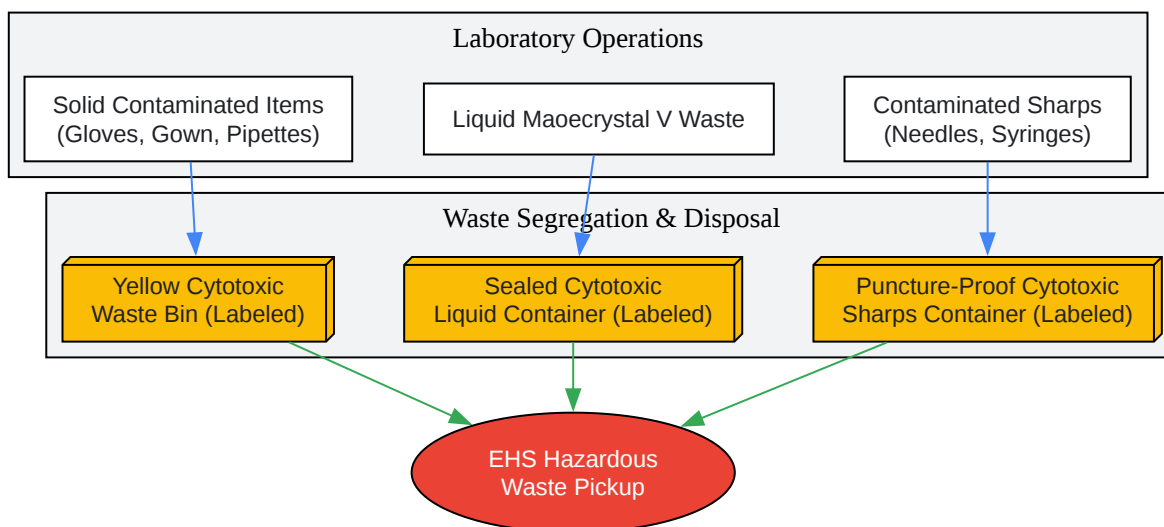 Laboratory Operations
Solid Contaminated Items
(Gloves, Gown, Pipettes)
Liquid Maoecrystal V Waste
Contaminated Sharps
(Needles, Syringes)
Waste Segregation & Disposal
Yellow Cytotoxic
Waste Bin (Labeled)
Sealed Cytotoxic
Liquid Container (Labeled)
Puncture-Proof Cytotoxic
Sharps Container (Labeled)
EHS Hazardous
Waste Pickup